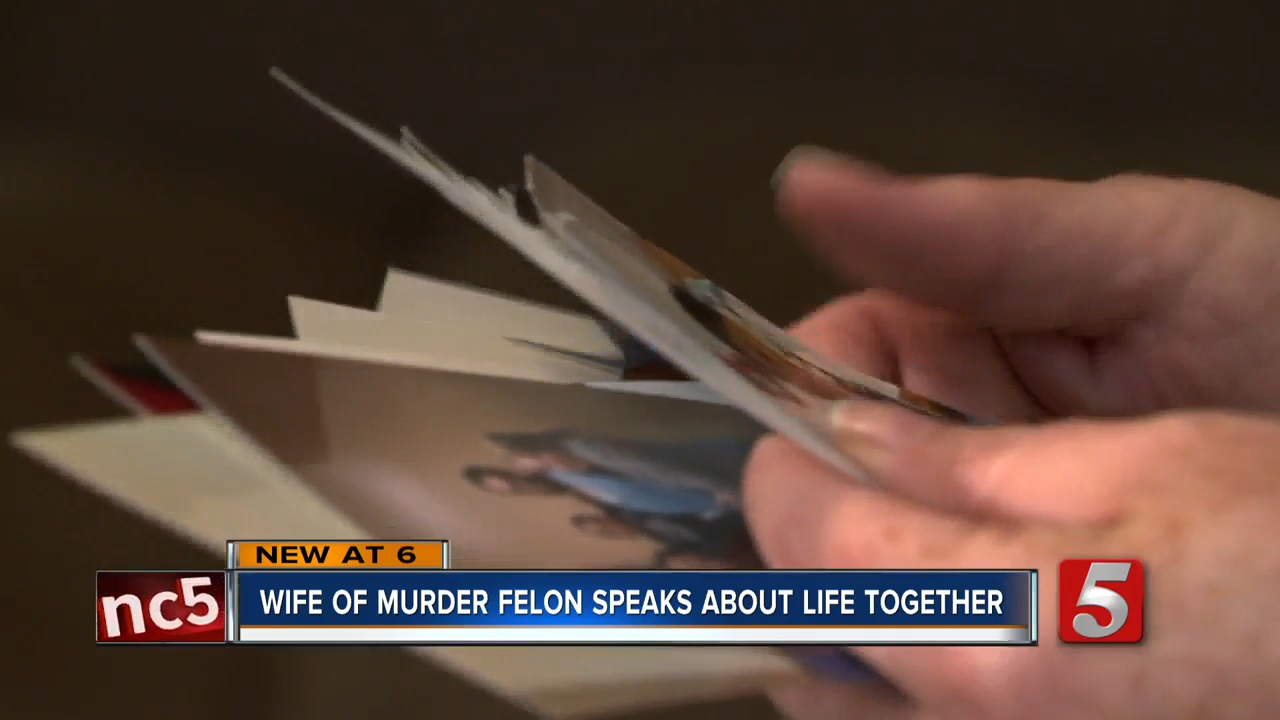 NEW AT 6
nc5
WIFE OF MURDER FELON SPEAKS ABOUT LIFE TOGETHER
5